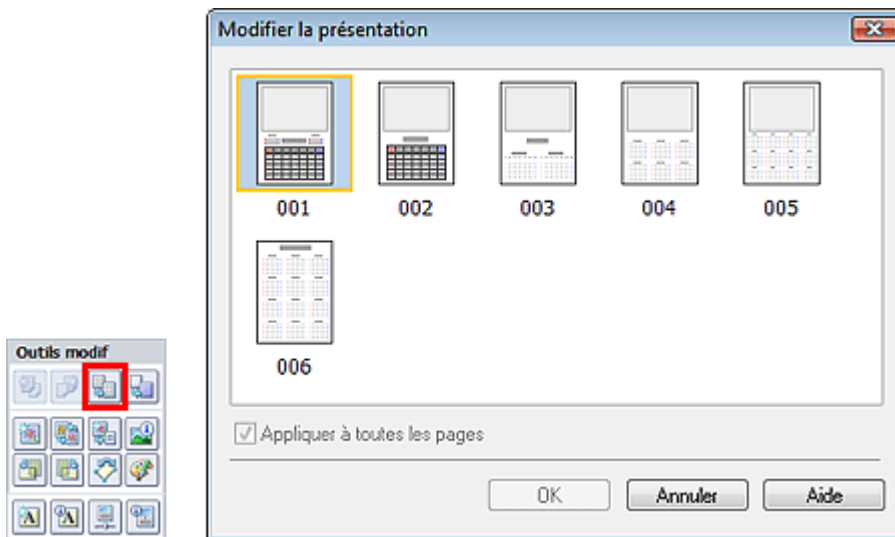 Modifier la présentation
001 002 003 004 005
006
Outils modif
Appliquer à toutes les pages
OK Annuler Aide